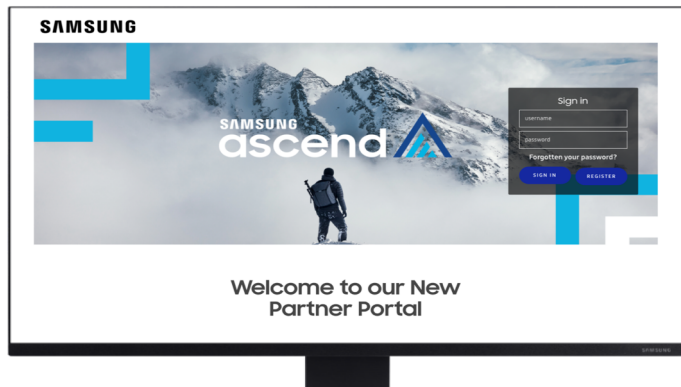 SAMSUNG
SAMSUNG
ascend
Sign in
username
password
Forgotten your password?
SIGN IN
REGISTER
Welcome to our New
Partner Portal
SAMSUNG